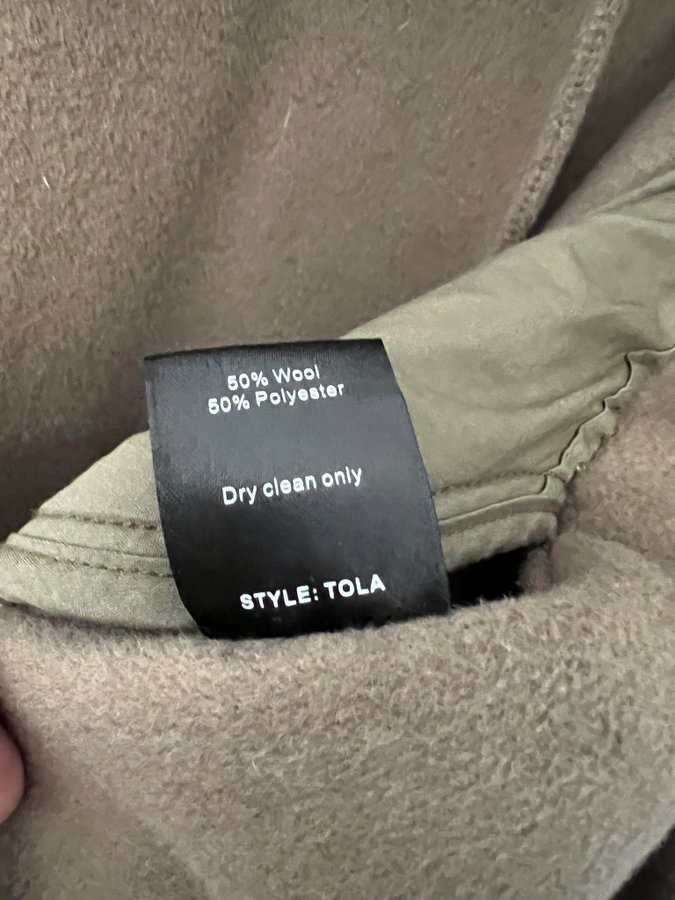 50% Wool
50% Polyester
Dry clean only
STYLE: TOLA